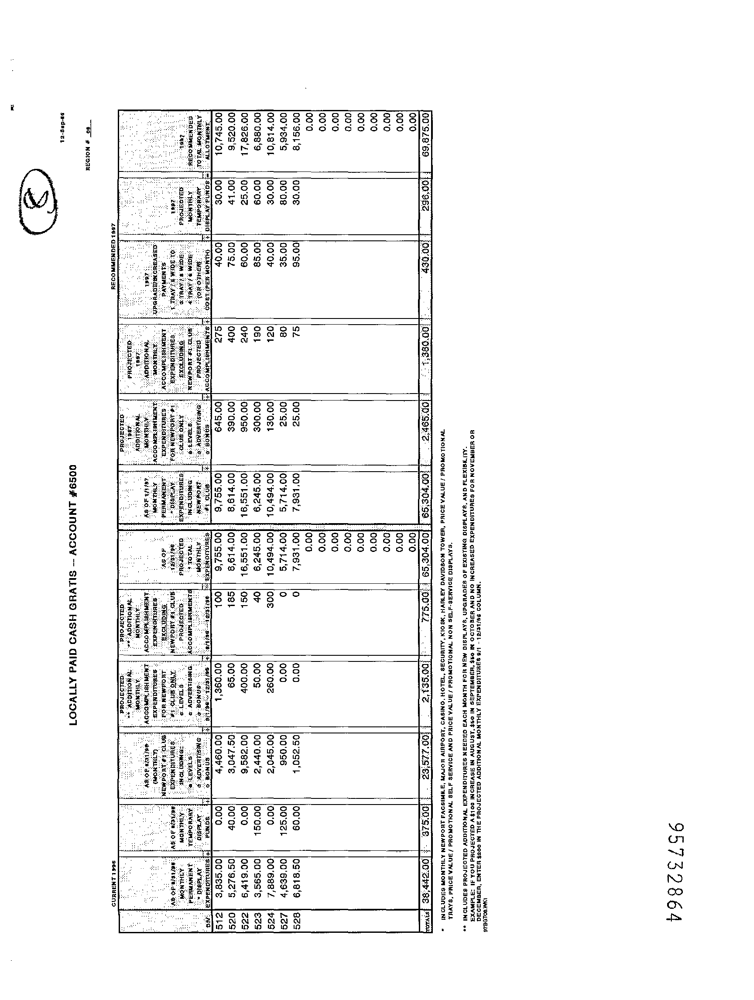 8
12-Sep-96
REGION # 05
LOCALLY PAID CASH GRATIS -- ACCOUNT #6500
CURRENT 1996 RECOMMENDED 1997
DIV. | AS OF 8/31/96 MONTHLY PERMANENT * DISPLAY EXPENDITURES + | AS OF 8/31/96 MONTHLY TEMPORARY DISPLAY FUNDS + | AS OF 8/31/96 (MONTHLY) NEWPORT #1 CLUB EXPENDITURES INCLUDING: o LEVELS o ADVERTISING o BONUS + | PROJECTED ** ADDITIONAL MONTHLY ACCOMPLISHMENT EXPENDITURES FOR NEWPORT #1 CLUB ONLY o LEVELS o ADVERTISING o BONUS 9/1/96 - 12/31/96 + | PROJECTED ** ADDITIONAL MONTHLY ACCOMPLISHMENT EXPENDITURES EXCLUDING NEWPORT #1 CLUB PROJECTED ACCOMPLISHMENTS 9/1/96 - 12/31/96 = | AS OF 12/31/96 PROJECTED * TOTAL MONTHLY EXPENDITURES | AS OF 1/1/97 MONTHLY PERMANENT * DISPLAY EXPENDITURES INCLUDING NEWPORT #1 CLUB + | PROJECTED 1997 ADDITIONAL MONTHLY ACCOMPLISHMENT EXPENDITURES FOR NEWPORT #1 CLUB ONLY o LEVELS o ADVERTISING o BONUS + | PROJECTED 1997 ADDITIONAL MONTHLY ACCOMPLISHMENT EXPENDITURES EXCLUDING NEWPORT #1 CLUB PROJECTED ACCOMPLISHMENTS + | 1997 UPGRADED/INCREASED PAYMENTS 1 TRAY / 5 WIDE TO (OR OTHER) COST (PER MONTH) + | 1997 PROJECTED MONTHLY TEMPORARY DISPLAY FUNDS = | 1997 RECOMMENDED TOTAL MONTHLY ALLOTMENT
512 3,835.00 0.00 4,460.00 1,360.00 100 9,755.00 9,755.00 645.00 275 40.00 30.00 10,745.00
520 5,276.50 40.00 3,047.50 65.00 185 8,614.00 8,614.00 390.00 400 75.00 41.00 9,520.00
522 6,419.00 0.00 9,582.00 400.00 150 16,551.00 16,551.00 950.00 240 60.00 25.00 17,826.00
523 3,565.00 150.00 2,440.00 50.00 40 6,245.00 6,245.00 300.00 190 85.00 60.00 6,880.00
524 7,889.00 0.00 2,045.00 260.00 300 10,494.00 10,494.00 130.00 120 40.00 30.00 10,814.00
527 4,639.00 125.00 950.00 0.00 0 5,714.00 5,714.00 25.00 80 35.00 80.00 5,934.00
528 6,818.50 60.00 1,052.50 0.00 0 7,931.00 7,931.00 25.00 75 95.00 30.00 8,156.00
0.00 0.00
0.00 0.00
0.00 0.00
0.00 0.00
0.00 0.00
0.00 0.00
0.00 0.00
0.00 0.00
0.00 0.00
TOTALS 38,442.00 375.00 23,577.00 2,135.00 775.00 65,304.00 65,304.00 2,465.00 1,380.00 430.00 296.00 69,875.00
* INCLUDES MONTHLY NEWPORT FACSIMILE, MAJOR AIRPORT, CASINO, HOTEL, SECURITY, KIOSK, HARLEY DAVIDSON TOWER, PRICE VALUE / PROMOTIONAL
TRAYS, PRICE VALUE / PROMOTIONAL SELF SERVICE AND PRICE VALUE / PROMOTIONAL NON SELF-SERVICE DISPLAYS.
** INCLUDES PROJECTED ADDITIONAL EXPENDITURES NEEDED EACH MONTH FOR NEW DISPLAYS, UPGRADES OF EXISTING DISPLAYS, AND FLEXIBILITY.
EXAMPLE: IF YOU PROJECTED A $100 INCREASE IN AUGUST, $50 IN SEPTEMBER, $50 IN OCTOBER AND NO INCREASED EXPENDITURES FOR NOVEMBER OR
DECEMBER, ENTER $200 IN THE PROJECTED ADDITIONAL MONTHLY EXPENDITURES 9/1 - 12/31/96 COLUMN.
95732864